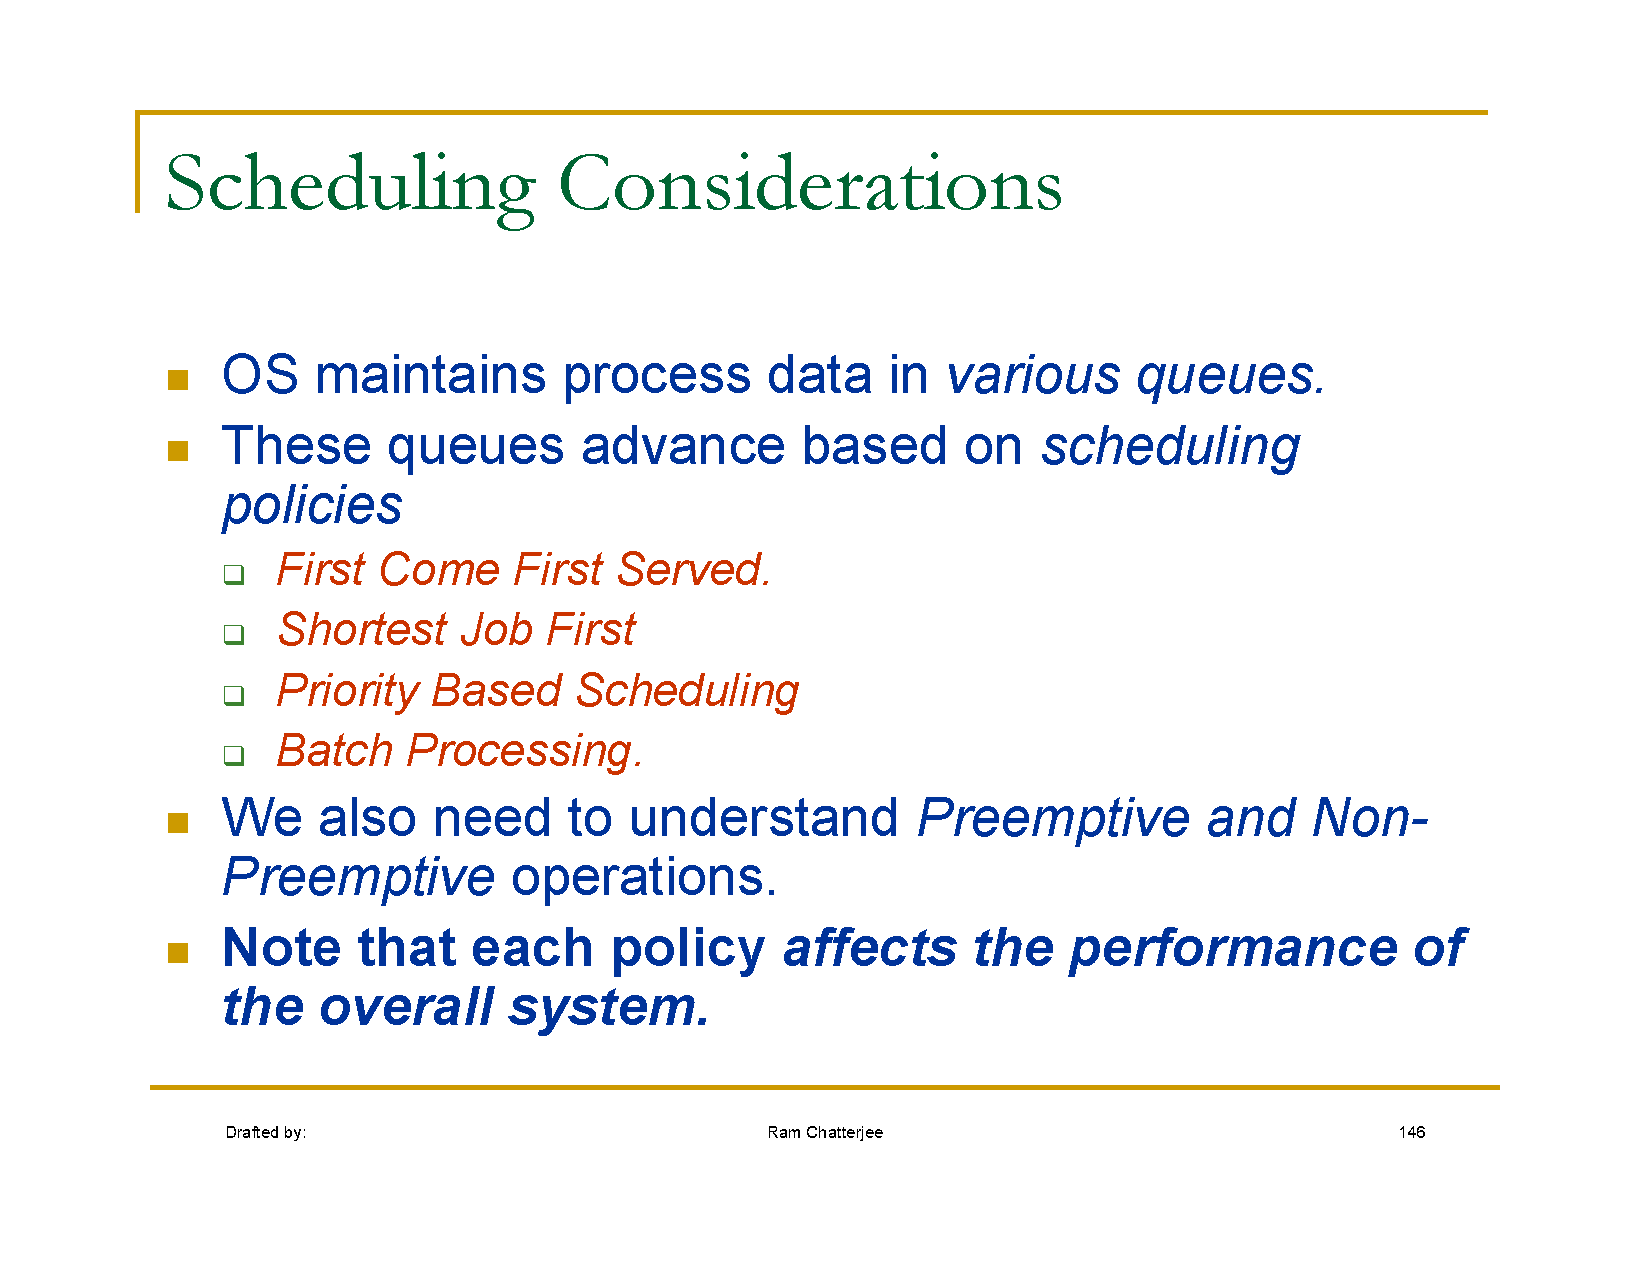 Scheduling Considerations
OS maintains process data in various queues.
These queues advance based on scheduling
policies
First Come First Served.
Shortest Job First
Priority Based Scheduling
Batch Processing.
We also need to understand Preemptive and Non-
Preemptive operations.
Note that each policy affects the performance of
the overall system.
Drafted by: Ram Chatterjee 146